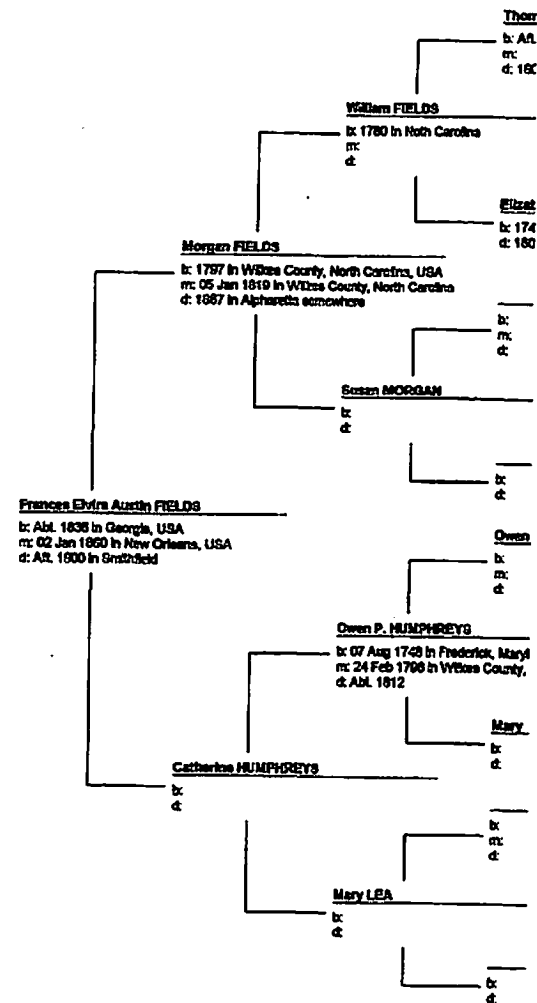 Thom
b: Aft.
m:
d: 180
William FIELDS
b: 1780 in Noth Carolina
m:
d:
Elizab
b: 174
d: 180
Morgan FIELDS
b: 1797 in Wilkes County, North Carolina, USA
m: 05 Jan 1819 in Wilkes County, North Carolina
d: 1887 in Alpharetta somewhere
b:
m:
d:
Susan MORGAN
b:
d:
b:
d:
Frances Elvira Austin FIELDS
b: Abt. 1836 in Georgia, USA
m: 02 Jan 1860 in New Orleans, USA
d: Aft. 1900 in Smithfield
Owen
b:
m:
d:
Owen P. HUMPHREYS
b: 07 Aug 1748 in Frederick, Maryl
m: 24 Feb 1796 in Wilkes County,
d: Abt. 1812
Mary
b:
d:
Catherine HUMPHREYS
b:
d:
b:
m:
d:
Mary LEA
b:
d:
b:
d: